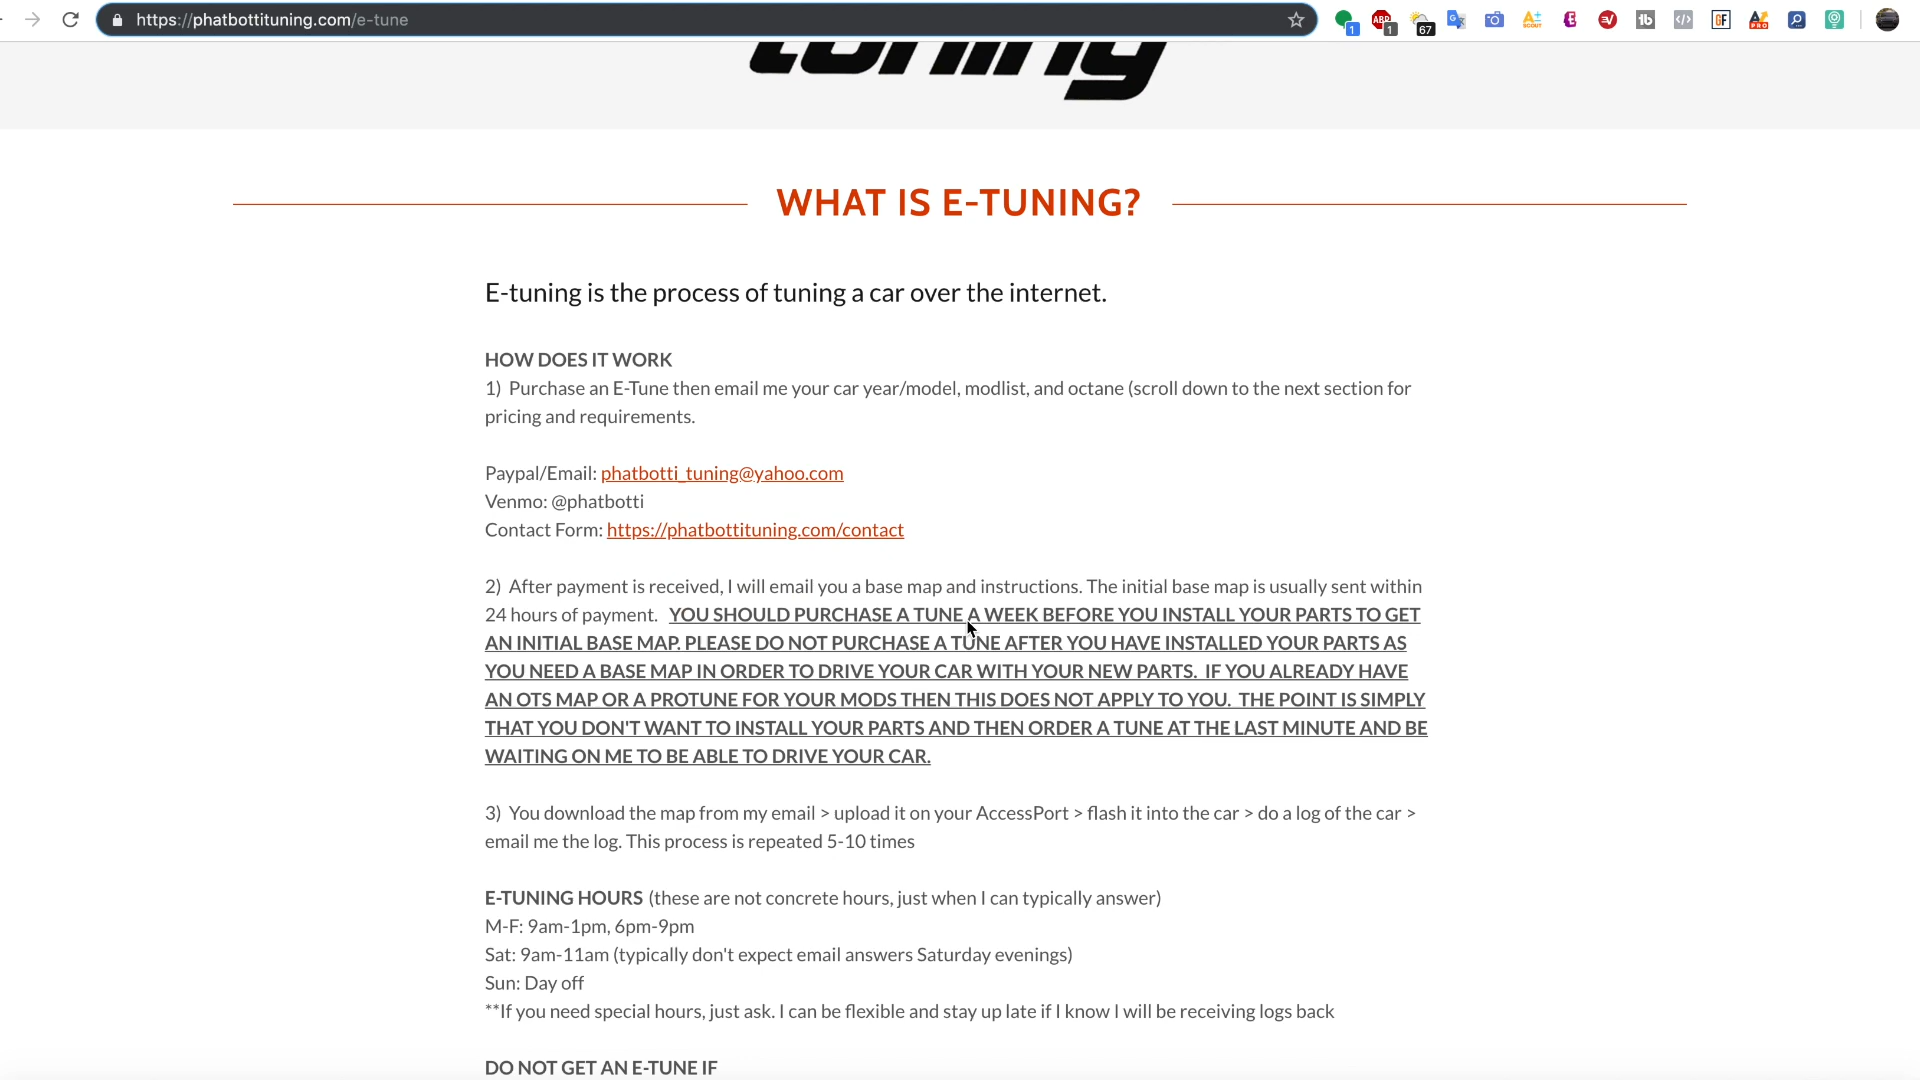 https://phatbottituning.com/e-tune
1
ABP
1
67
A+
SCOUT
tb
</>
GF
PRO
tuning
WHAT IS E-TUNING?
E-tuning is the process of tuning a car over the internet.
HOW DOES IT WORK
1)  Purchase an E-Tune then email me your car year/model, modlist, and octane (scroll down to the next section for
pricing and requirements.
Paypal/Email: phatbotti_tuning@yahoo.com
Venmo: @phatbotti
Contact Form: https://phatbottituning.com/contact
2)  After payment is received, I will email you a base map and instructions. The initial base map is usually sent within
24 hours of payment.   YOU SHOULD PURCHASE A TUNE A WEEK BEFORE YOU INSTALL YOUR PARTS TO GET
AN INITIAL BASE MAP. PLEASE DO NOT PURCHASE A TUNE AFTER YOU HAVE INSTALLED YOUR PARTS AS
YOU NEED A BASE MAP IN ORDER TO DRIVE YOUR CAR WITH YOUR NEW PARTS.  IF YOU ALREADY HAVE
AN OTS MAP OR A PROTUNE FOR YOUR MODS THEN THIS DOES NOT APPLY TO YOU.  THE POINT IS SIMPLY
THAT YOU DON'T WANT TO INSTALL YOUR PARTS AND THEN ORDER A TUNE AT THE LAST MINUTE AND BE
WAITING ON ME TO BE ABLE TO DRIVE YOUR CAR.
3)  You download the map from my email > upload it on your AccessPort > flash it into the car > do a log of the car >
email me the log. This process is repeated 5-10 times
E-TUNING HOURS (these are not concrete hours, just when I can typically answer)
M-F: 9am-1pm, 6pm-9pm
Sat: 9am-11am (typically don't expect email answers Saturday evenings)
Sun: Day off
**If you need special hours, just ask. I can be flexible and stay up late if I know I will be receiving logs back
DO NOT GET AN E-TUNE IF